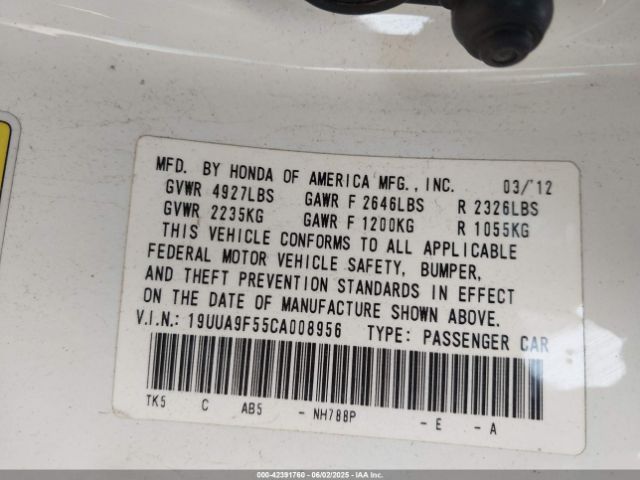 MFD. BY HONDA OF AMERICA MFG., INC. 03/'12
GVWR 4927LBS GAWR F 2646LBS R 2326LBS
GVWR 2235KG GAWR F 1200KG R 1055KG
THIS VEHICLE CONFORMS TO ALL APPLICABLE
FEDERAL MOTOR VEHICLE SAFETY, BUMPER,
AND THEFT PREVENTION STANDARDS IN EFFECT
ON THE DATE OF MANUFACTURE SHOWN ABOVE.
V.I.N.: 19UUA9F55CA008956 TYPE: PASSENGER CAR
TK5 C AB5 - NH788P - E - A
000-42391760 - 06/02/2025 - IAA Inc.